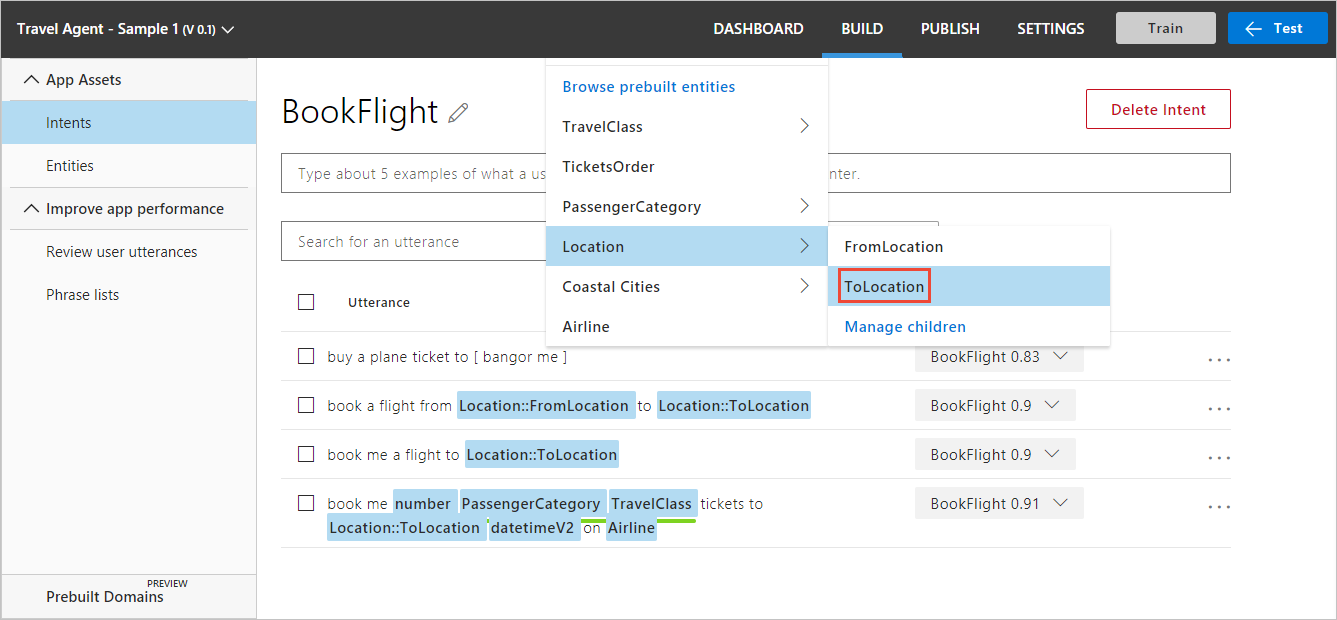 Travel Agent - Sample 1 (V 0.1)
DASHBOARD
BUILD
PUBLISH
SETTINGS
Train
Test
App Assets
Intents
Entities
Improve app performance
Review user utterances
Phrase lists
PREVIEW
Prebuilt Domains
BookFlight
Delete Intent
Type about 5 examples of what a
Search for an utterance
Browse prebuilt entities
TravelClass
TicketsOrder
PassengerCategory
Location
Coastal Cities
Airline
FromLocation
ToLocation
Manage children
Utterance
buy a plane ticket to [ bangor me ] BookFlight 0.83 ...
book a flight from Location::FromLocation to Location::ToLocation BookFlight 0.9 ...
book me a flight to Location::ToLocation BookFlight 0.9 ...
book me number PassengerCategory TravelClass tickets to BookFlight 0.91 ...
Location::ToLocation datetimeV2 on Airline